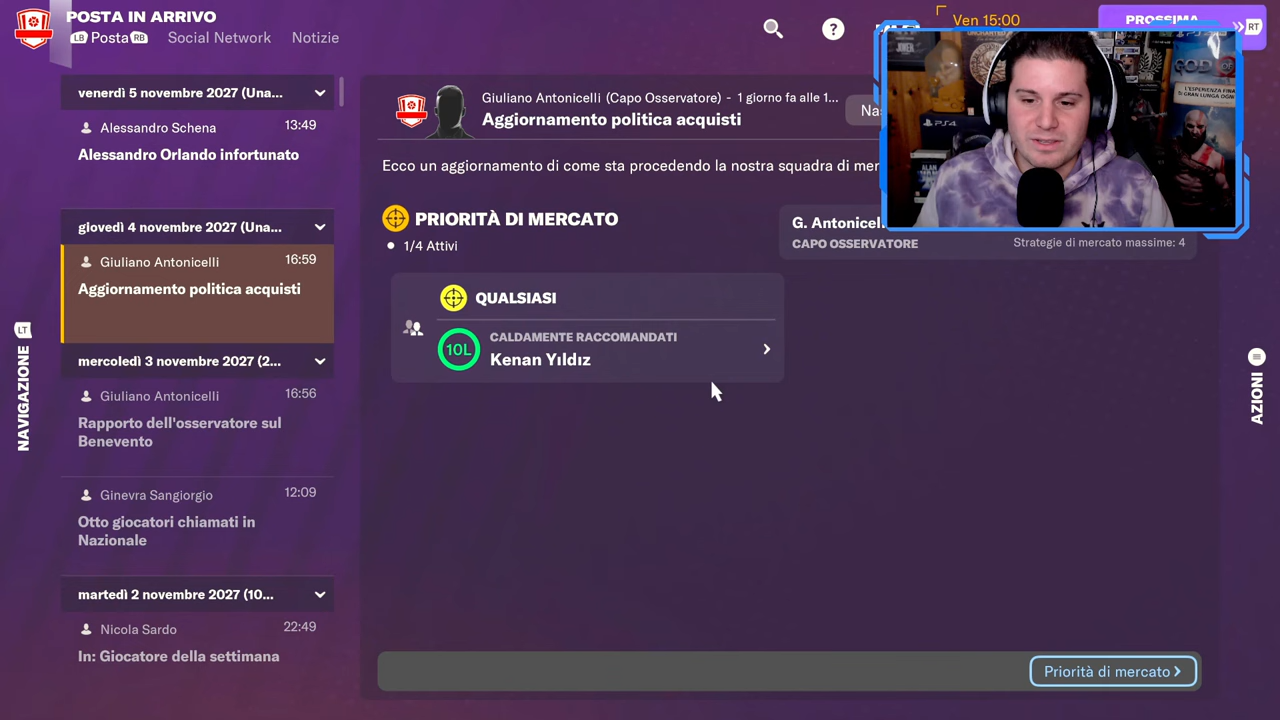 POSTA IN ARRIVO
LB Posta RB Social Network Notizie
Ven 15:00
PROSSIMA
RT
venerdì 5 novembre 2027 (Una...
Alessandro Schena 13:49
Alessandro Orlando infortunato
giovedì 4 novembre 2027 (Una...
Giuliano Antonicelli 16:59
Aggiornamento politica acquisti
mercoledì 3 novembre 2027 (2...
Giuliano Antonicelli 16:56
Rapporto dell'osservatore sul
Benevento
Ginevra Sangiorgio 12:09
Otto giocatori chiamati in
Nazionale
martedì 2 novembre 2027 (10...
Nicola Sardo 22:49
In: Giocatore della settimana
LT
NAVIGAZIONE
Giuliano Antonicelli (Capo Osservatore) - 1 giorno fa alle 1...
Aggiornamento politica acquisti
Ecco un aggiornamento di come sta procedendo la nostra squadra di
PRIORITÀ DI MERCATO
1/4 Attivi
CAPO OSSERVATORE
Strategie di mercato massime: 4
QUALSIASI
CALDAMENTE RACCOMANDATI
10L
Kenan Yıldız
Priorità di mercato
AZIONI
UNCHARTED
PS4